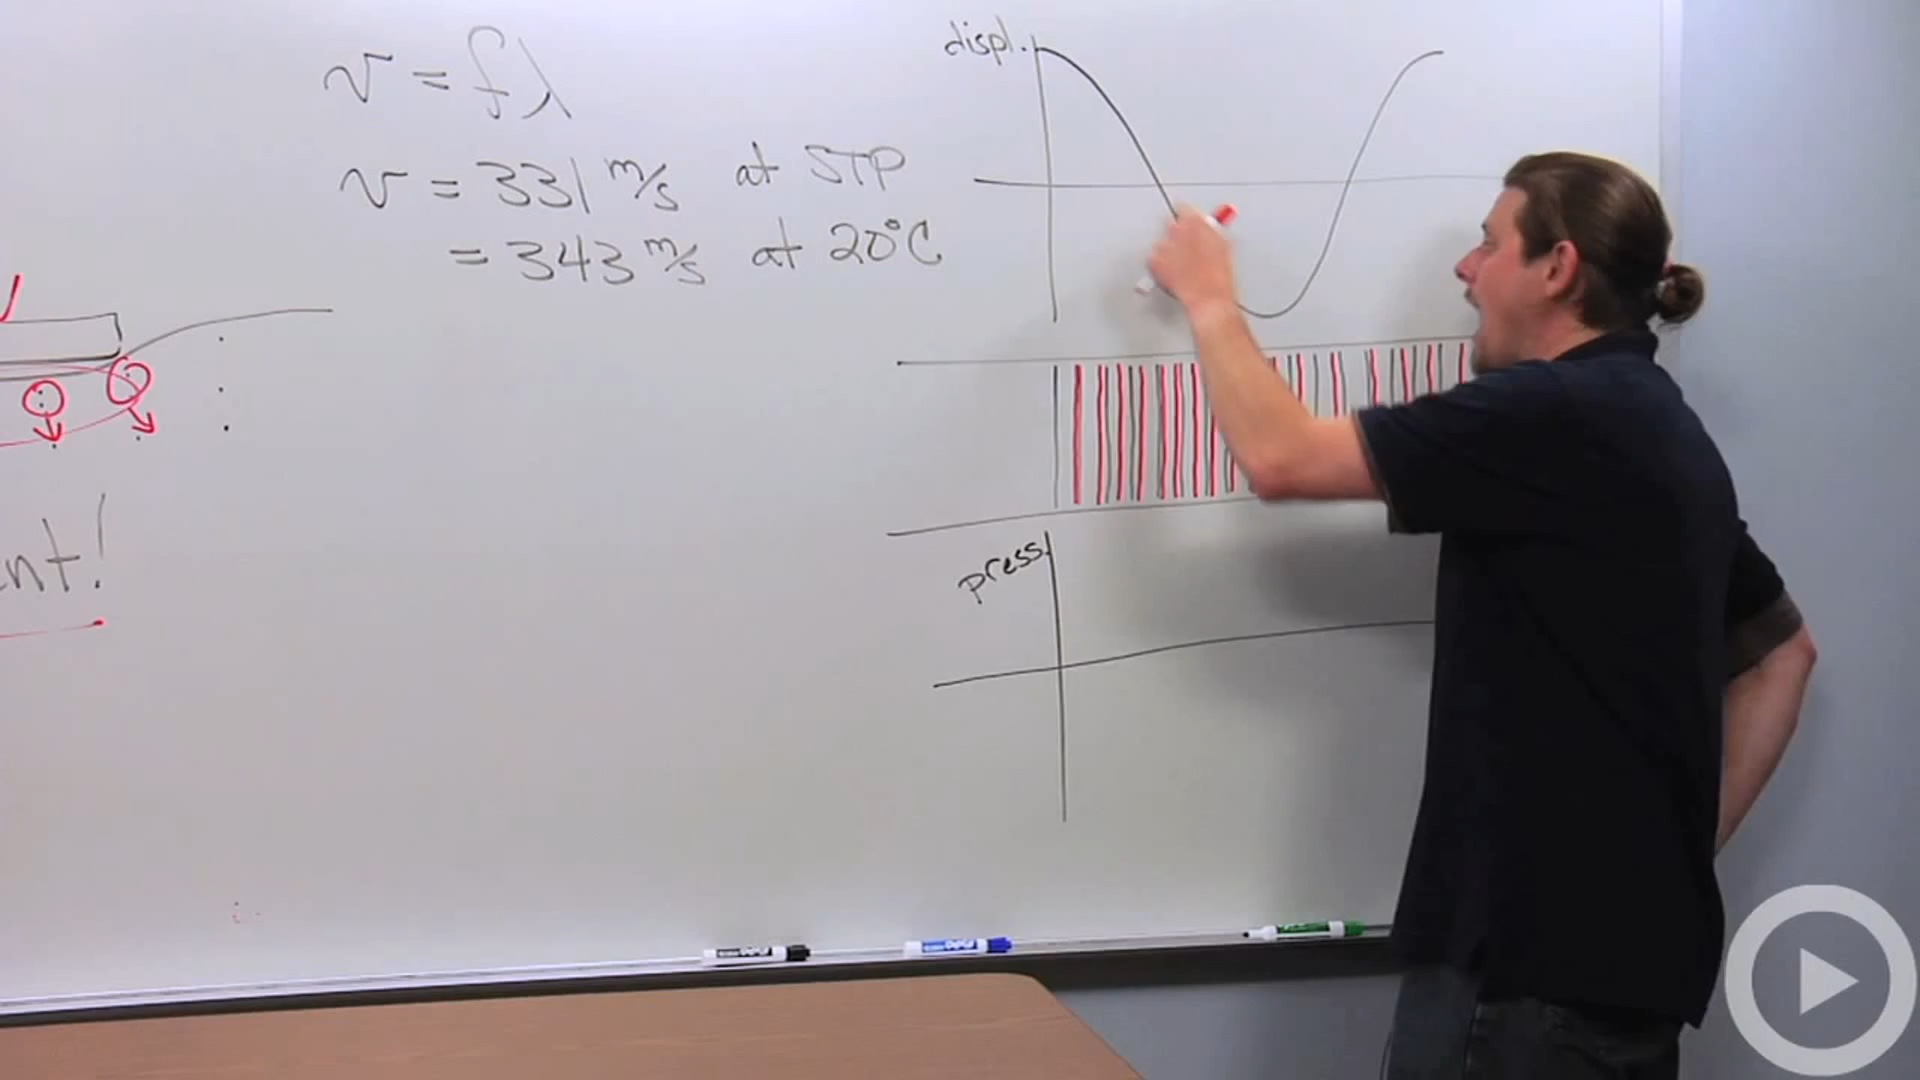 v = fλ
v = 331 m/s at STP
= 343 m/s at 20°C
displ.
press.
nt!